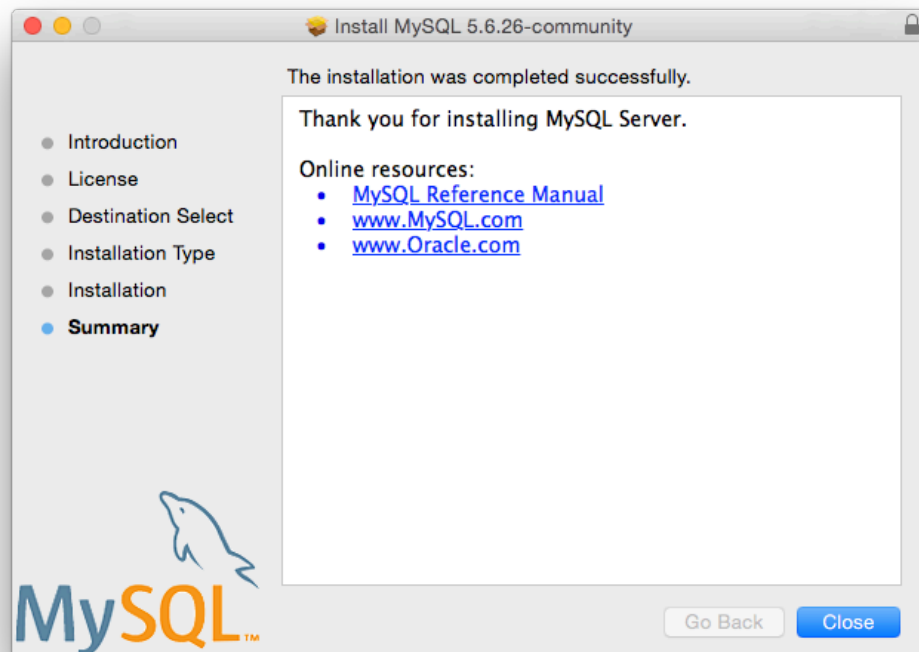 Install MySQL 5.6.26-community
The installation was completed successfully.
Introduction
License
Destination Select
Installation Type
Installation
Summary
Thank you for installing MySQL Server.
Online resources:
• MySQL Reference Manual
• www.MySQL.com
• www.Oracle.com
MySQL™
Go Back
Close